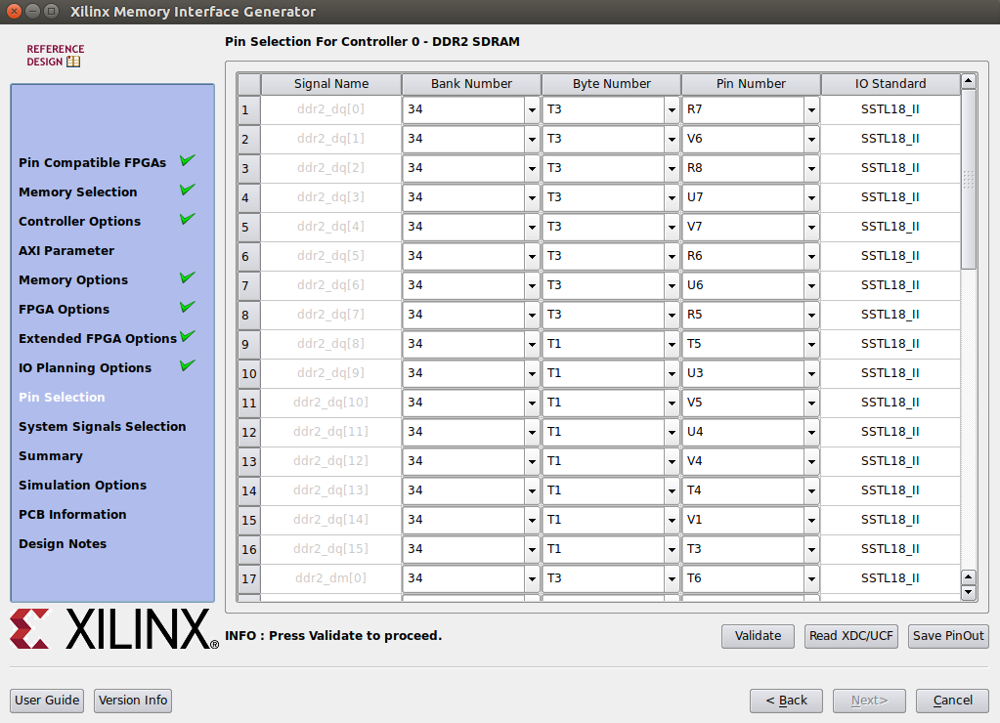 Xilinx Memory Interface Generator
REFERENCE
DESIGN
Pin Compatible FPGAs
Memory Selection
Controller Options
AXI Parameter
Memory Options
FPGA Options
Extended FPGA Options
IO Planning Options
Pin Selection
System Signals Selection
Summary
Simulation Options
PCB Information
Design Notes
XILINX®
Pin Selection For Controller 0 - DDR2 SDRAM
Signal Name Bank Number Byte Number Pin Number IO Standard
1 ddr2_dq[0] 34 T3 R7 SSTL18_II
2 ddr2_dq[1] 34 T3 V6 SSTL18_II
3 ddr2_dq[2] 34 T3 R8 SSTL18_II
4 ddr2_dq[3] 34 T3 U7 SSTL18_II
5 ddr2_dq[4] 34 T3 V7 SSTL18_II
6 ddr2_dq[5] 34 T3 R6 SSTL18_II
7 ddr2_dq[6] 34 T3 U6 SSTL18_II
8 ddr2_dq[7] 34 T3 R5 SSTL18_II
9 ddr2_dq[8] 34 T1 T5 SSTL18_II
10 ddr2_dq[9] 34 T1 U3 SSTL18_II
11 ddr2_dq[10] 34 T1 V5 SSTL18_II
12 ddr2_dq[11] 34 T1 U4 SSTL18_II
13 ddr2_dq[12] 34 T1 V4 SSTL18_II
14 ddr2_dq[13] 34 T1 T4 SSTL18_II
15 ddr2_dq[14] 34 T1 V1 SSTL18_II
16 ddr2_dq[15] 34 T1 T3 SSTL18_II
17 ddr2_dm[0] 34 T3 T6 SSTL18_II
INFO : Press Validate to proceed.
Validate
Read XDC/UCF
Save PinOut
User Guide
Version Info
< Back
Next>
Cancel